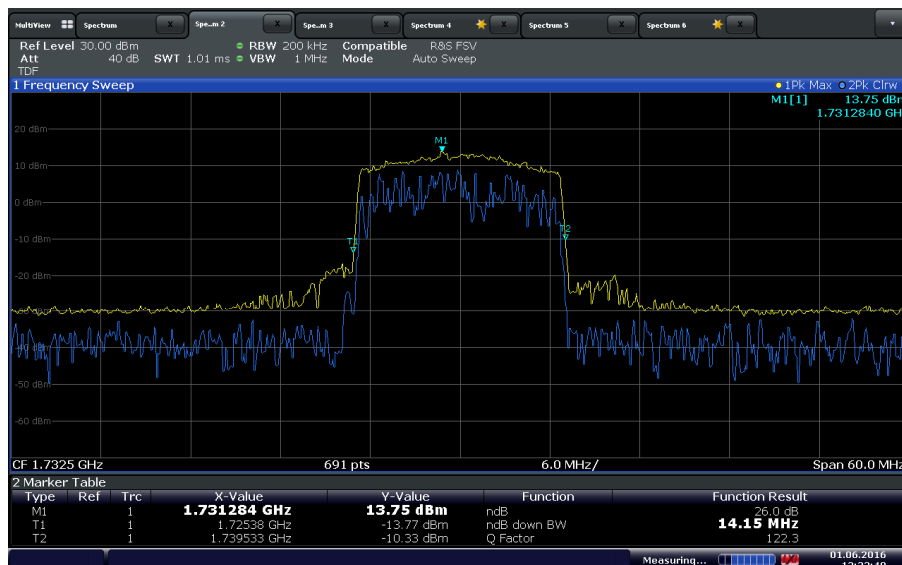 MultiView Spectrum X Spe...m 2 X Spe...m 3 X Spectrum 4 X Spectrum 5 X Spectrum 6 X
Ref Level 30.00 dBm RBW 200 kHz Compatible R&S FSV
Att 40 dB SWT 1.01 ms VBW 1 MHz Mode Auto Sweep
TDF
1 Frequency Sweep 1Pk Max 2Pk Clrw
M1[1] 13.75 dBm
1.7312840 GH
20 dBm
M1
10 dBm
0 dBm
T2
-10 dBm
T1
-20 dBm
-30 dBm
-40 dBm
-50 dBm
-60 dBm
CF 1.7325 GHz 691 pts 6.0 MHz/ Span 60.0 MHz
2 Marker Table
Type Ref Trc X-Value Y-Value Function Function Result
M1 1 1.731284 GHz 13.75 dBm ndB 26.0 dB
T1 1 1.72538 GHz -13.77 dBm ndB down BW 14.15 MHz
T2 1 1.739533 GHz -10.33 dBm Q Factor 122.3
Measuring... 01.06.2016